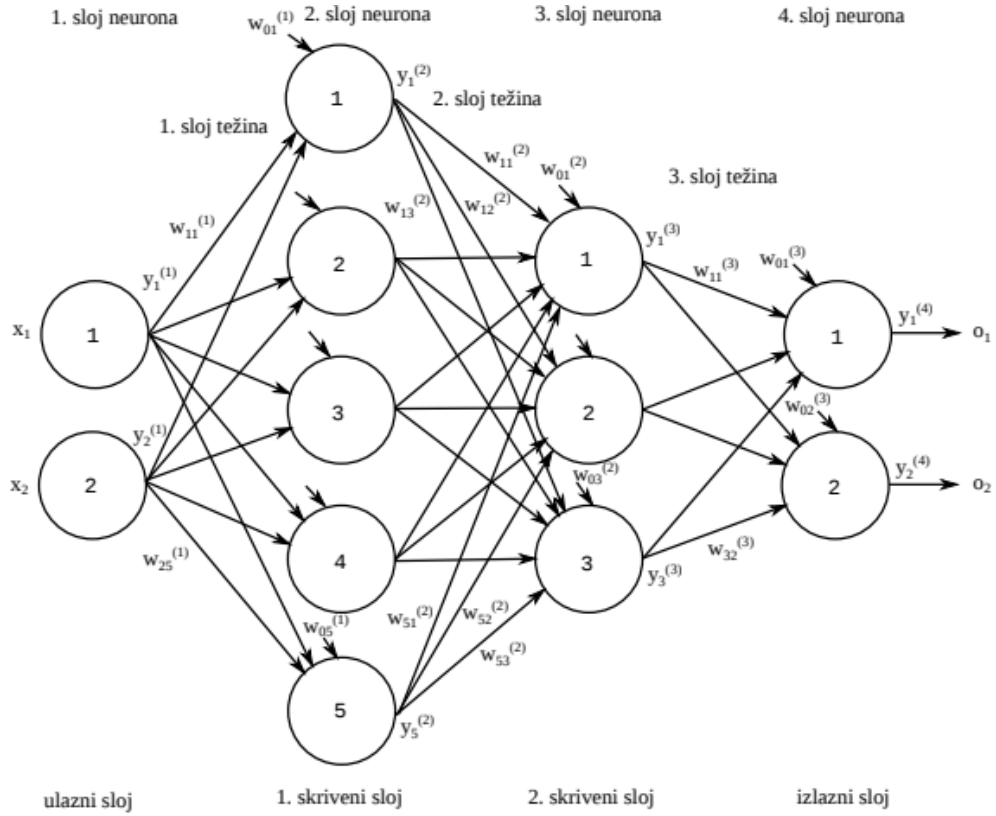 1. sloj neurona
2. sloj neurona
3. sloj neurona
4. sloj neurona
w01(1)
y1(2)
2. sloj težina
1
1. sloj težina
w11(2)
w01(2)
3. sloj težina
w13(2)
w12(2)
w11(1)
2
y1(3)
1
w11(3)
w01(3)
y1(1)
y1(4)
x1
1
1
o1
3
2
w02(3)
y2(1)
x2
2
w03(2)
y2(4)
2
o2
w25(1)
4
3
y3(3)
w32(3)
w05(1)
w51(2)
w52(2)
w53(2)
5
y5(2)
ulazni sloj
1. skriveni sloj
2. skriveni sloj
izlazni sloj